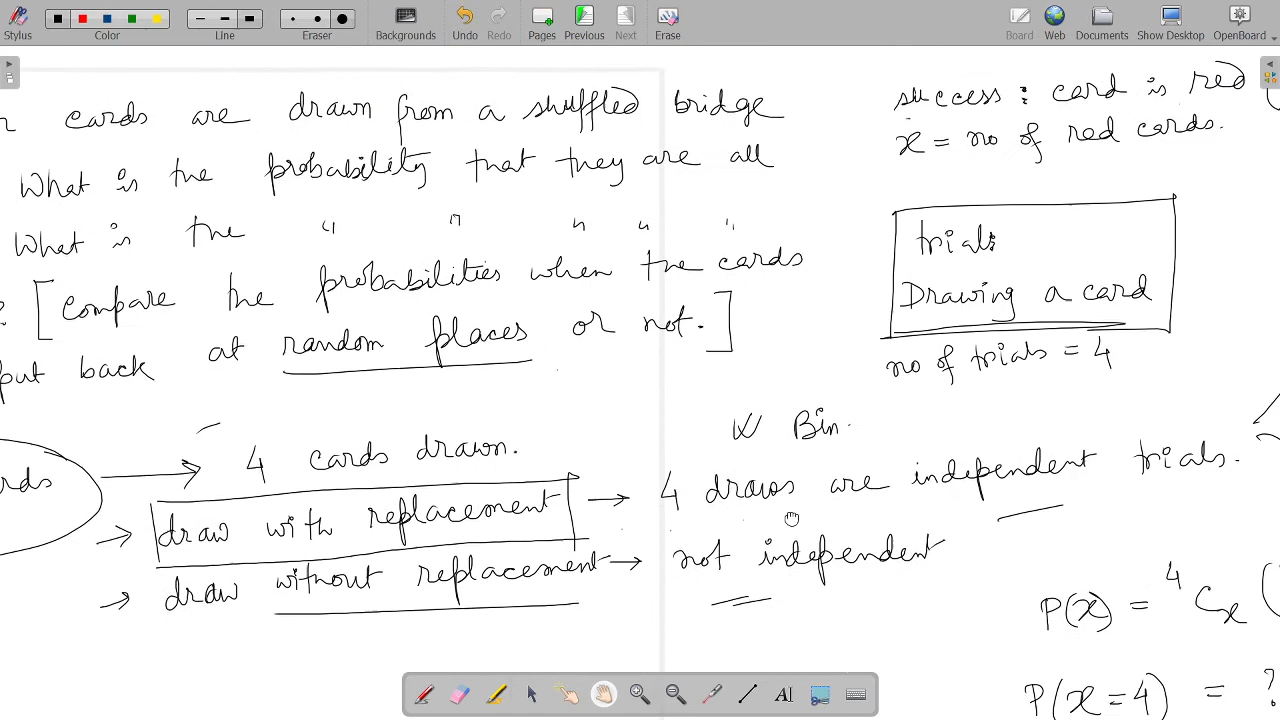 Stylus
Color
Line
Eraser
Backgrounds
Undo
Redo
Pages
Previous
Next
Erase
Board
Web
Documents
Show Desktop
OpenBoard
cards are drawn from a shuffled bridge
What is the probability that they are all
What is the " " " " "
[Compare the probabilities when the cards
put back at random places or not.]
4 cards drawn.
→ draw with replacement → 4 draws are independent trials.
→ draw without replacement → not independent
success : card is red
x = no of red cards.
trial:
Drawing a card
no of trials = 4
Bin.
P(x) = ⁴Cₓ (
P(x=4) = ?